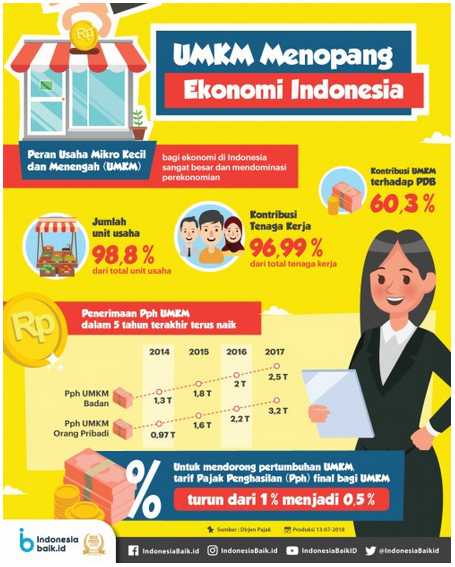 Rp
UMKM Menopang
Ekonomi Indonesia
Peran Usaha Mikro Kecil
dan Menengah (UMKM)
bagi ekonomi di Indonesia
sangat besar dan mendominasi
perekonomian
Kontribusi UMKM
terhadap PDB
60,3 %
Jumlah
unit usaha
98,8 %
dari total unit usaha
Kontribusi
Tenaga Kerja
96,99 %
dari total tenaga kerja
Rp
Penerimaan Pph UMKM
dalam 5 tahun terakhir terus naik
2014 2015 2016 2017
Pph UMKM
Badan
1,3 T 1,8 T 2 T 2,5 T
Pph UMKM
Orang Pribadi
0,97 T 1,6 T 2,2 T 3,2 T
%
Untuk mendorong pertumbuhan UMKM,
tarif Pajak Penghasilan (Pph) final bagi UMKM
turun dari 1 % menjadi 0,5 %
Sumber : Dirjen Pajak Produksi 13-07-2018
Indonesia
baik.id
IndonesiaBaik.id IndonesiaBaik.id IndonesiaBaikID @IndonesiaBaikid